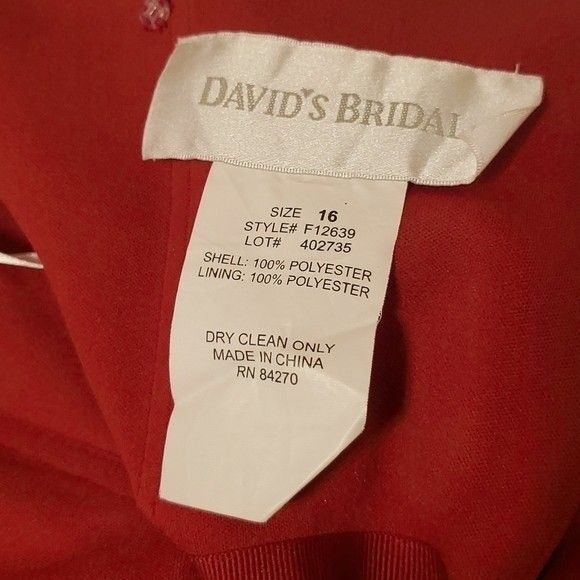 DAVID'S BRIDAL
SIZE 16
STYLE# F12639
LOT# 402735
SHELL: 100% POLYESTER
LINING: 100% POLYESTER
DRY CLEAN ONLY
MADE IN CHINA
RN 84270